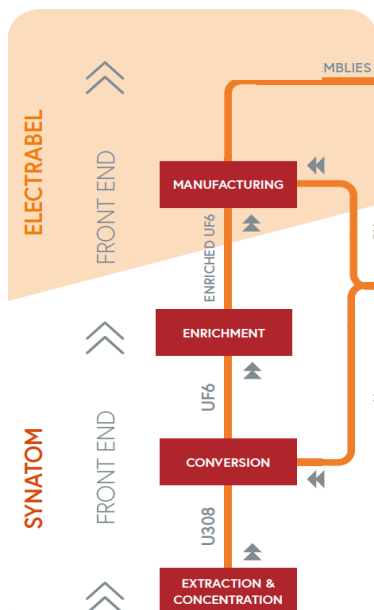 MBLIES
ELECTRABEL
FRONT END
MANUFACTURING
ENRICHED UF6
ENRICHMENT
UF6
SYNATOM
FRONT END
CONVERSION
U308
EXTRACTION &
CONCENTRATION